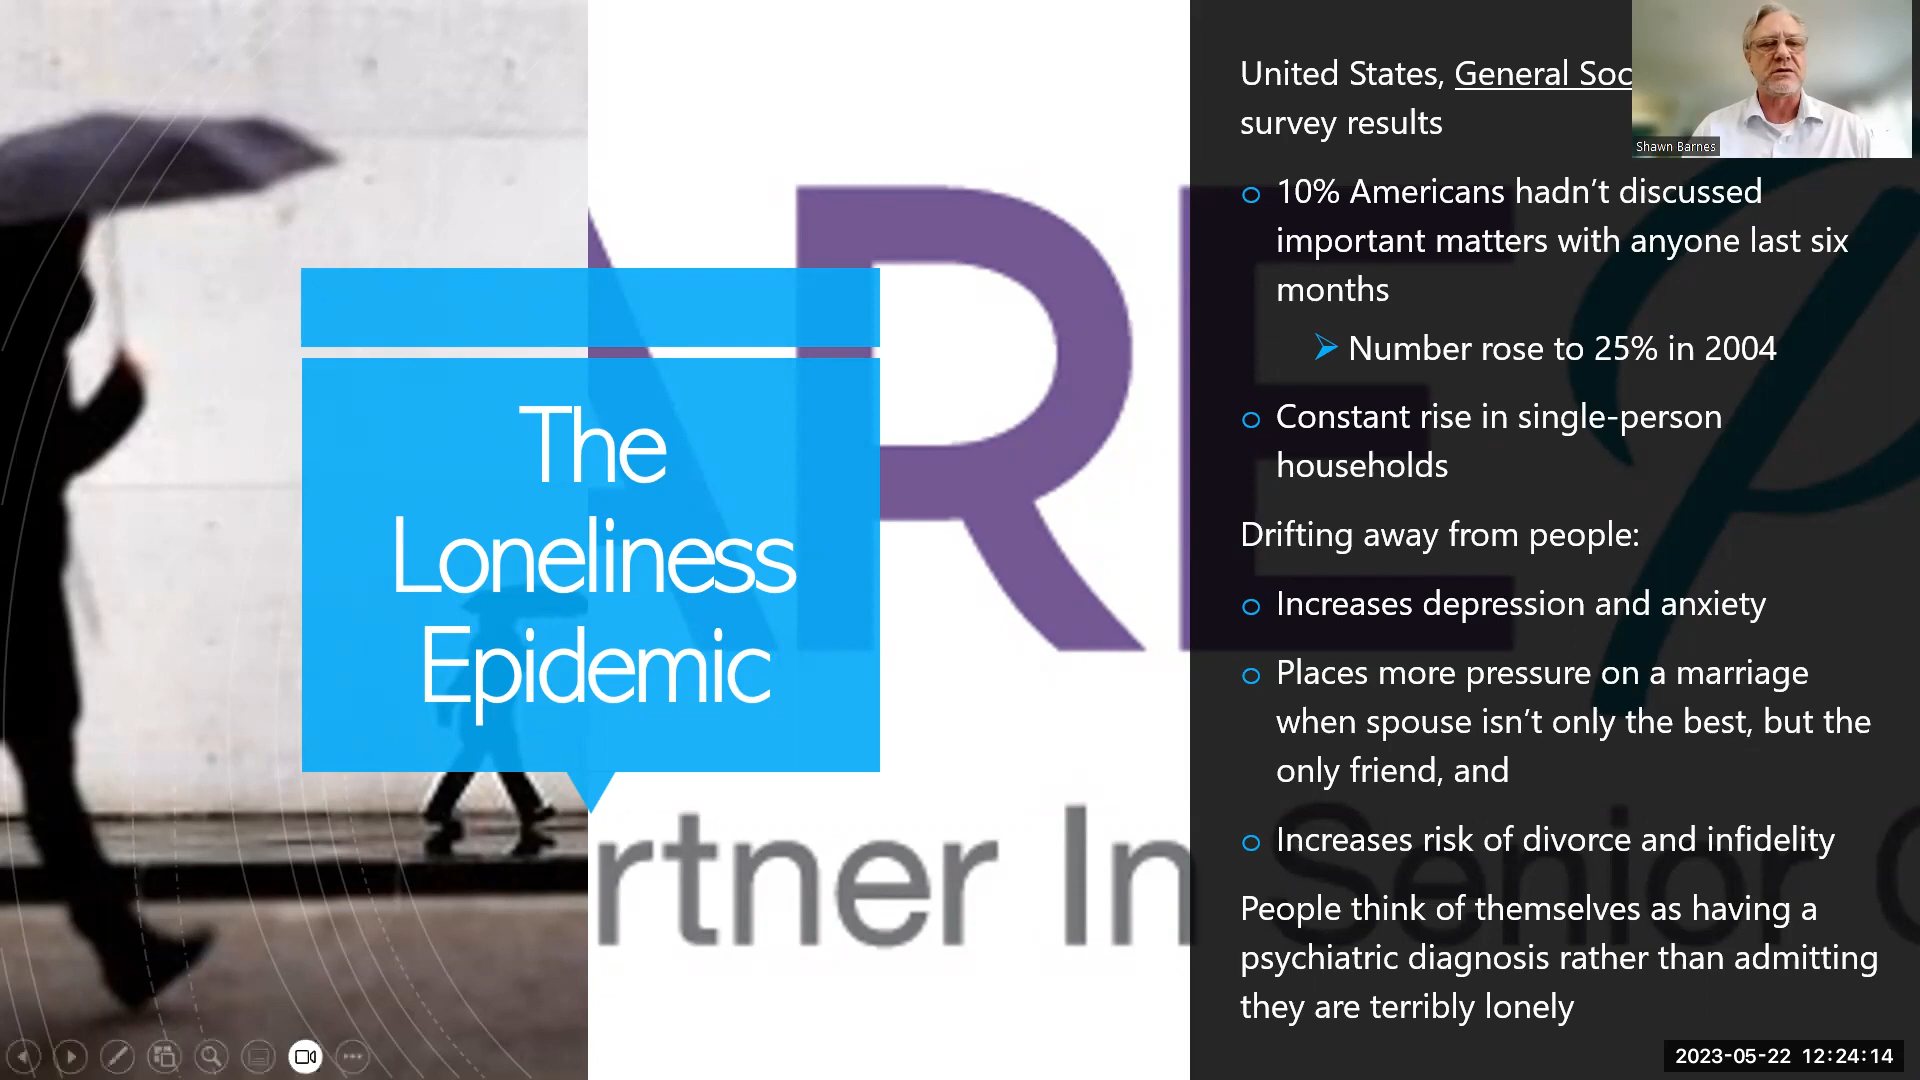 United States, General Soc
survey results
Shawn Barnes
o 10% Americans hadn't discussed
important matters with anyone last six
months
➢ Number rose to 25% in 2004
o Constant rise in single-person
households
Drifting away from people:
o Increases depression and anxiety
o Places more pressure on a marriage
when spouse isn't only the best, but the
only friend, and
o Increases risk of divorce and infidelity
People think of themselves as having a
psychiatric diagnosis rather than admitting
they are terribly lonely
The
Loneliness
Epidemic
ARE P
rtner In Senior C
2023-05-22 12:24:14